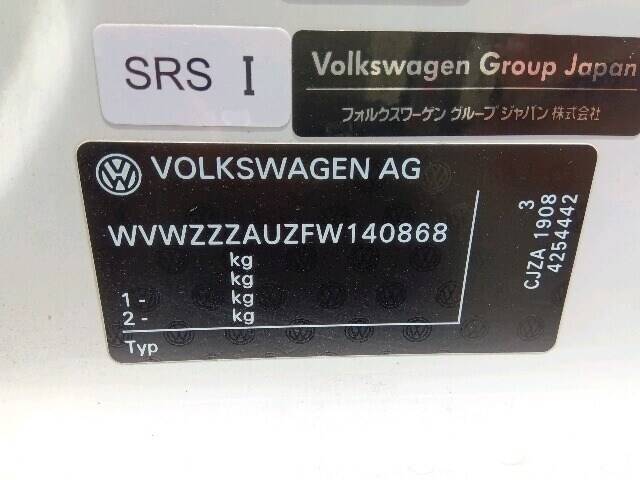 SRS I
Volkswagen Group Japan
フォルクスワーゲン グループ ジャパン 株式会社
VOLKSWAGEN AG
WVWZZZAUZFW140868
kg
kg
1 - kg
2 - kg
Typ
3
CJZA 1908
4254442